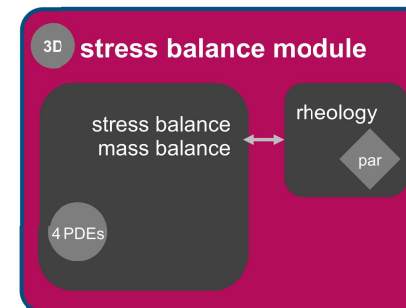 3D stress balance module
stress balance
mass balance
rheology
par
4 PDEs